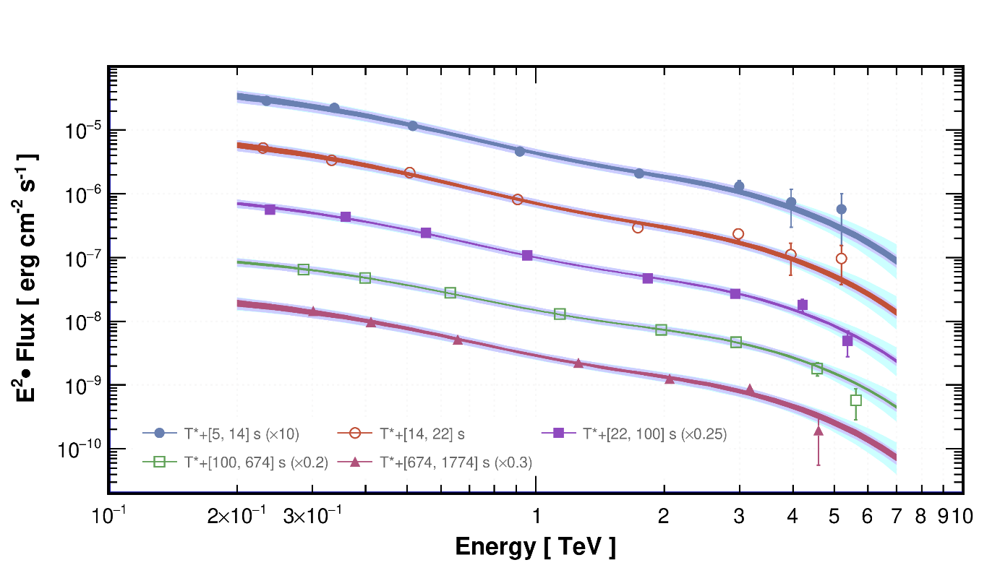 E²• Flux [ erg cm⁻² s⁻¹ ]
10⁻⁵
10⁻⁶
10⁻⁷
10⁻⁸
10⁻⁹
10⁻¹⁰
T*+[5, 14] s (×10) T*+[14, 22] s T*+[22, 100] s (×0.25)
T*+[100, 674] s (×0.2) T*+[674, 1774] s (×0.3)
10⁻¹ 2×10⁻¹ 3×10⁻¹ 1 2 3 4 5 6 7 8 9 10
Energy [ TeV ]